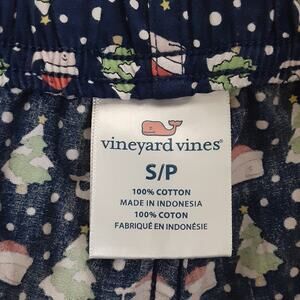 vineyard vines®
S/P
100% COTTON
MADE IN INDONESIA
100% COTON
FABRIQUÉ EN INDONÉSIE